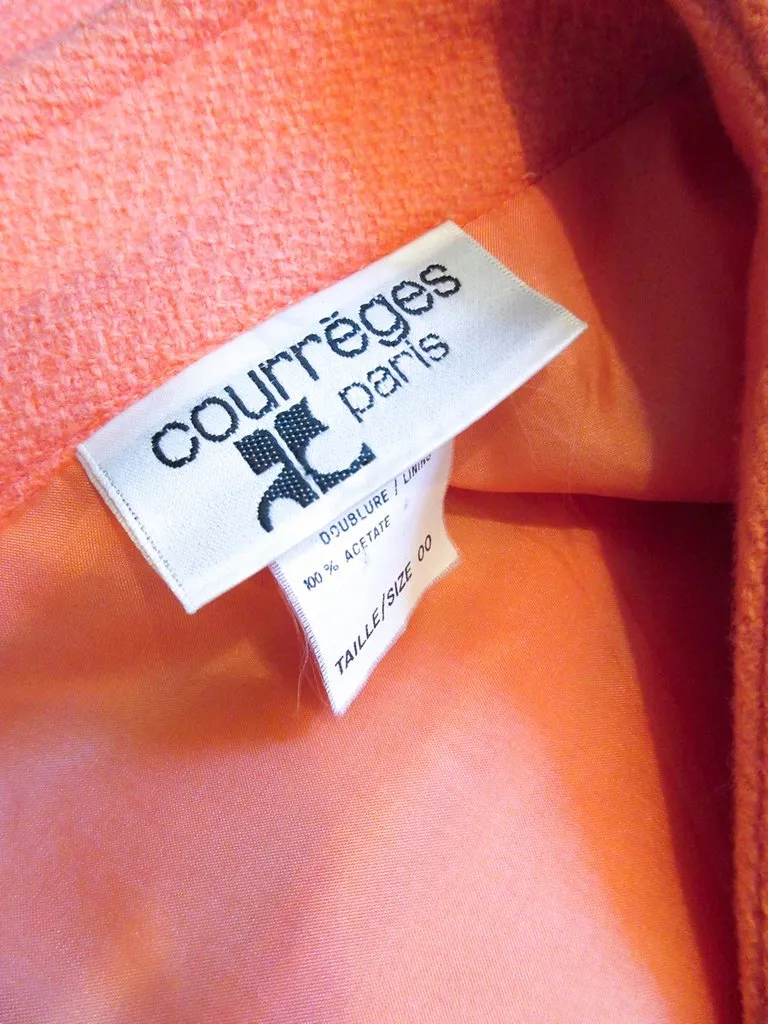 courrèges
paris
DOUBLURE / LINING
100 % ACETATE
TAILLE/SIZE 00